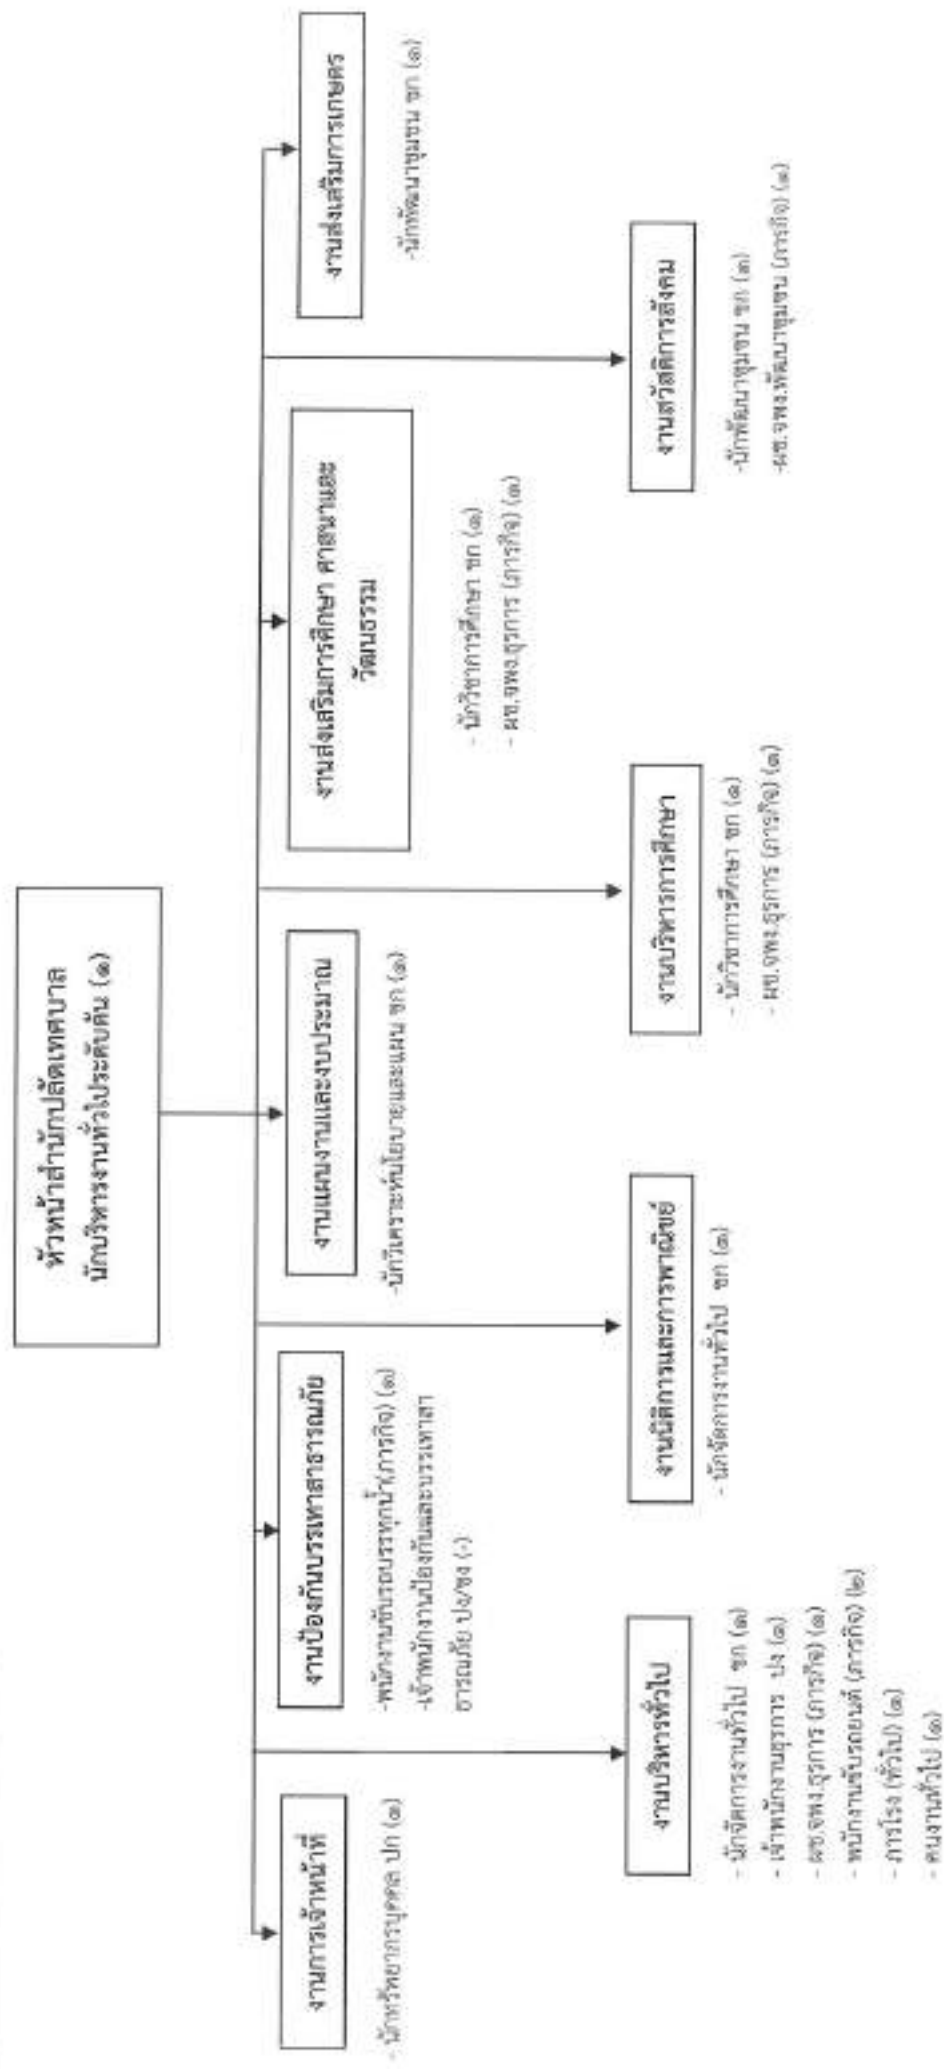 หัวหน้าสำนักปลัดเทศบาล
นักบริหารงานทั่วไประดับต้น (๑)
งานการเจ้าหน้าที่
- นักทรัพยากรบุคคล ปก (๑)
งานป้องกันบรรเทาสาธารณภัย
-พนักงานขับรถบรรทุกน้ำ(ภารกิจ) (๑)
-เจ้าพนักงานป้องกันและบรรเทาสา
ธารณภัย ปง/ชง (-)
งานแผนงานและงบประมาณ
-นักวิเคราะห์นโยบายและแผน ชก (๑)
งานส่งเสริมการศึกษา ศาสนาและ
วัฒนธรรม
- นักวิชาการศึกษา ชก (๑)
- ผช.จพง.ธุรการ (ภารกิจ) (๑)
งานส่งเสริมการเกษตร
-นักพัฒนาชุมชน ชก (๑)
งานบริหารทั่วไป
- นักจัดการงานทั่วไป ชก (๑)
- เจ้าพนักงานธุรการ ปง (๑)
- ผช.จพง.ธุรการ (ภารกิจ) (๑)
- พนักงานขับรถยนต์ (ภารกิจ) (๒)
- ภารโรง (ทั่วไป) (๑)
- คนงานทั่วไป (๑)
งานนิติการและการพาณิชย์
- นักจัดการงานทั่วไป ชก (๑)
งานบริหารการศึกษา
- นักวิชาการศึกษา ชก (๑)
- ผช.จพง.ธุรการ (ภารกิจ) (๑)
งานสวัสดิการสังคม
-นักพัฒนาชุมชน ชก (๑)
-ผช.จพง.พัฒนาชุมชน (ภารกิจ) (๑)